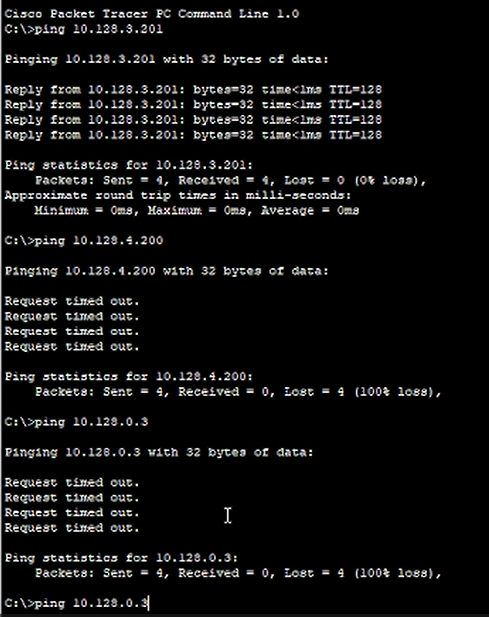 Cisco Packet Tracer PC Command Line 1.0
C:\>ping 10.128.3.201
Pinging 10.128.3.201 with 32 bytes of data:
Reply from 10.128.3.201: bytes=32 time<1ms TTL=128
Reply from 10.128.3.201: bytes=32 time<1ms TTL=128
Reply from 10.128.3.201: bytes=32 time<1ms TTL=128
Reply from 10.128.3.201: bytes=32 time<1ms TTL=128
Ping statistics for 10.128.3.201:
Packets: Sent = 4, Received = 4, Lost = 0 (0% loss),
Approximate round trip times in milli-seconds:
Minimum = 0ms, Maximum = 0ms, Average = 0ms
C:\>ping 10.128.4.200
Pinging 10.128.4.200 with 32 bytes of data:
Request timed out.
Request timed out.
Request timed out.
Request timed out.
Ping statistics for 10.128.4.200:
Packets: Sent = 4, Received = 0, Lost = 4 (100% loss),
C:\>ping 10.128.0.3
Pinging 10.128.0.3 with 32 bytes of data:
Request timed out.
Request timed out.
Request timed out.
Request timed out.
Ping statistics for 10.128.0.3:
Packets: Sent = 4, Received = 0, Lost = 4 (100% loss),
C:\>ping 10.128.0.3